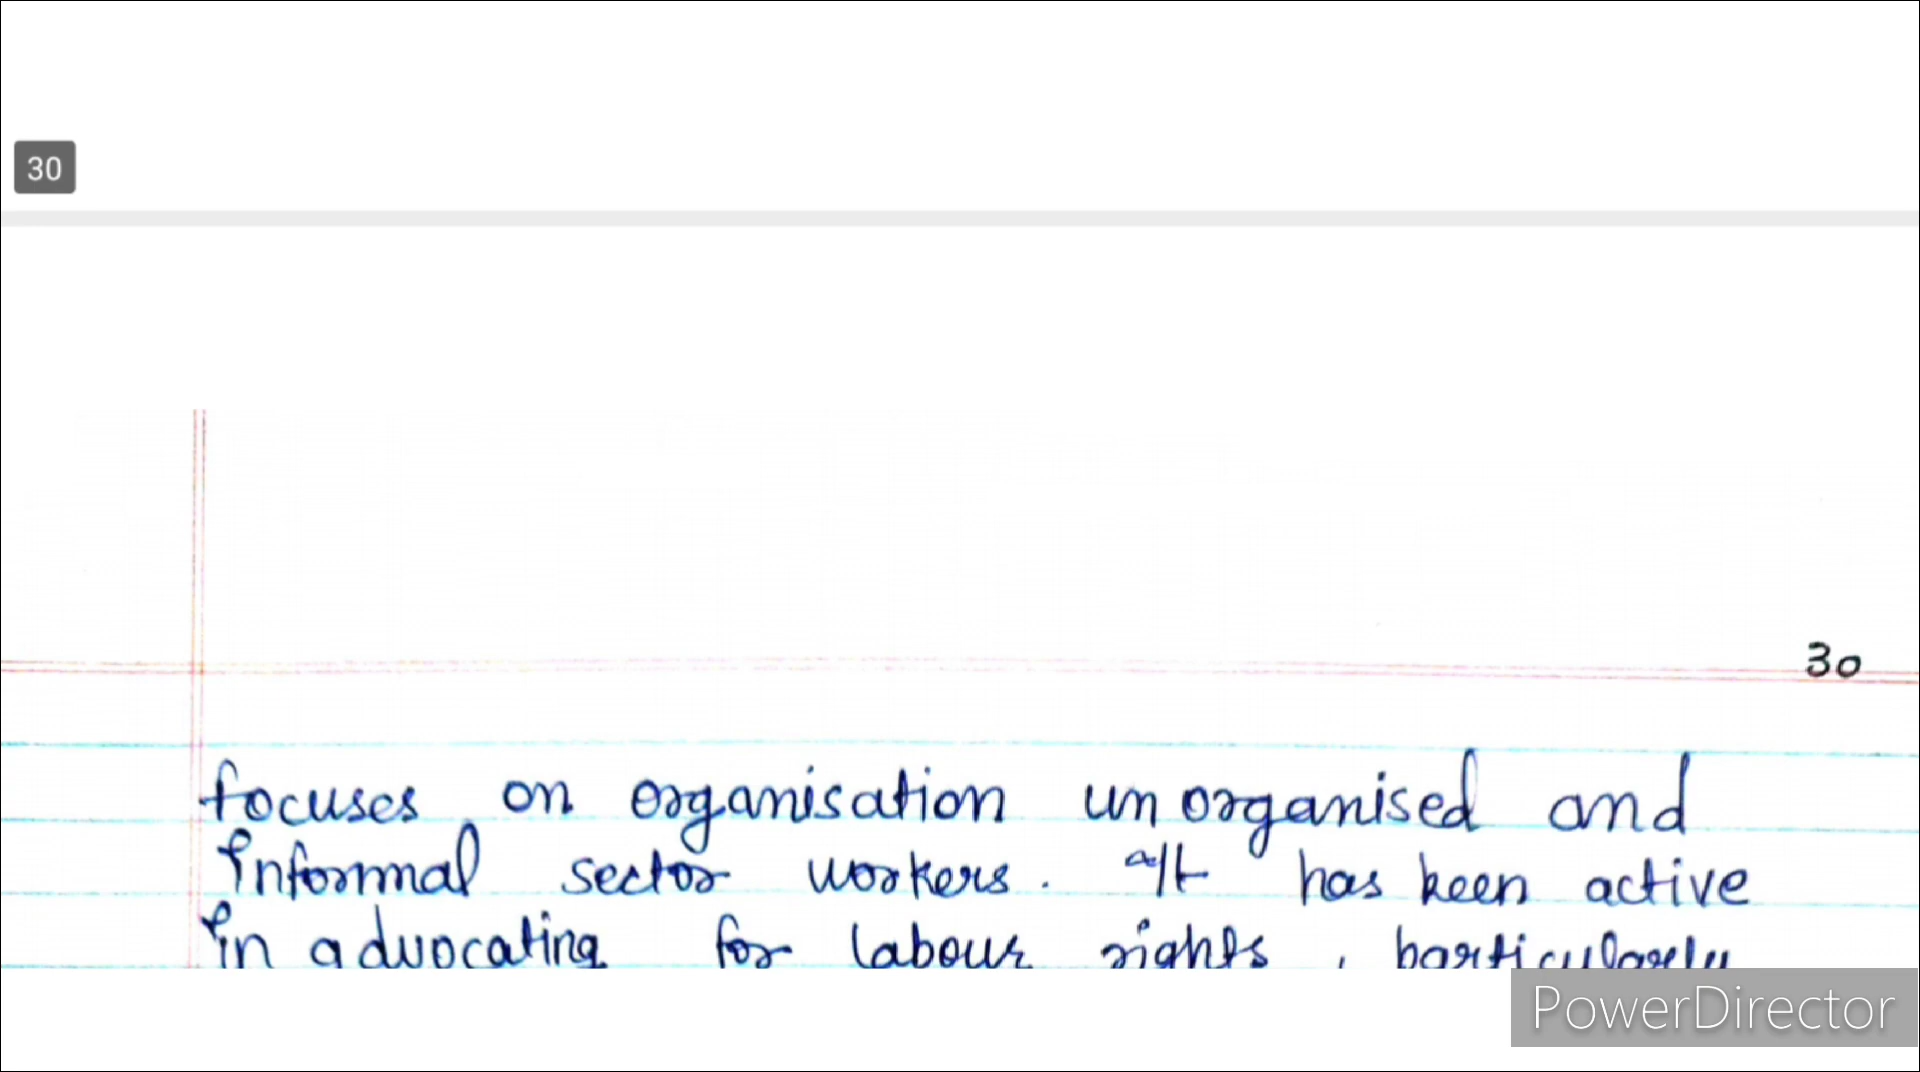 30
30
focuses on organisation unorganised and
informal sector workers. It has been active
in advocating for labour rights, particularly
PowerDirector